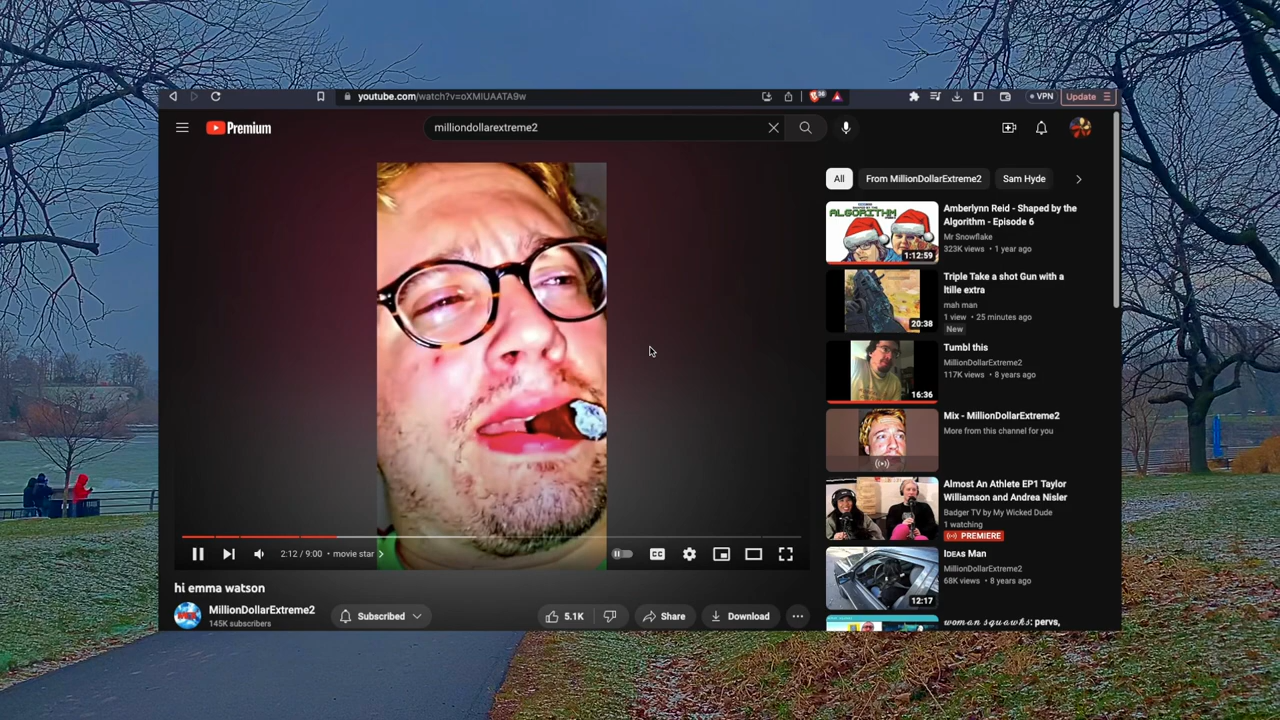 youtube.com/watch?v=oXMIUAATA9w
36
VPN
Update
Premium
milliondollarextreme2
All
From MillionDollarExtreme2
Sam Hyde
ALGORITHM
1:12:59
Amberlynn Reid - Shaped by the
Algorithm - Episode 6
Mr Snowflake
323K views • 1 year ago
20:38
Triple Take a shot Gun with a
ltille extra
mah man
1 view • 25 minutes ago
New
16:36
Tumbl this
MillionDollarExtreme2
117K views • 8 years ago
Mix - MillionDollarExtreme2
More from this channel for you
Almost An Athlete EP1 Taylor
Williamson and Andrea Nisler
Badger TV by My Wicked Dude
1 watching
PREMIERE
12:17
Ideas Man
MillionDollarExtreme2
68K views • 8 years ago
woman squawks: pervs,
2:12 / 9:00 • movie star
CC
hi emma watson
MillionDollarExtreme2
145K subscribers
Subscribed
5.1K
Share
Download